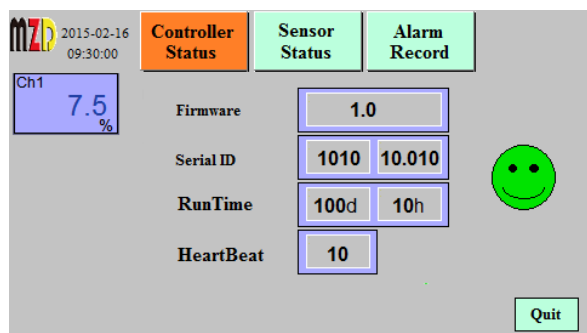 MZD 2015-02-16
09:30:00
Controller Status
Sensor Status
Alarm Record
Ch1
7.5
%
Firmware 1.0
Serial ID 1010 10.010
RunTime 100d 10h
HeartBeat 10
Quit